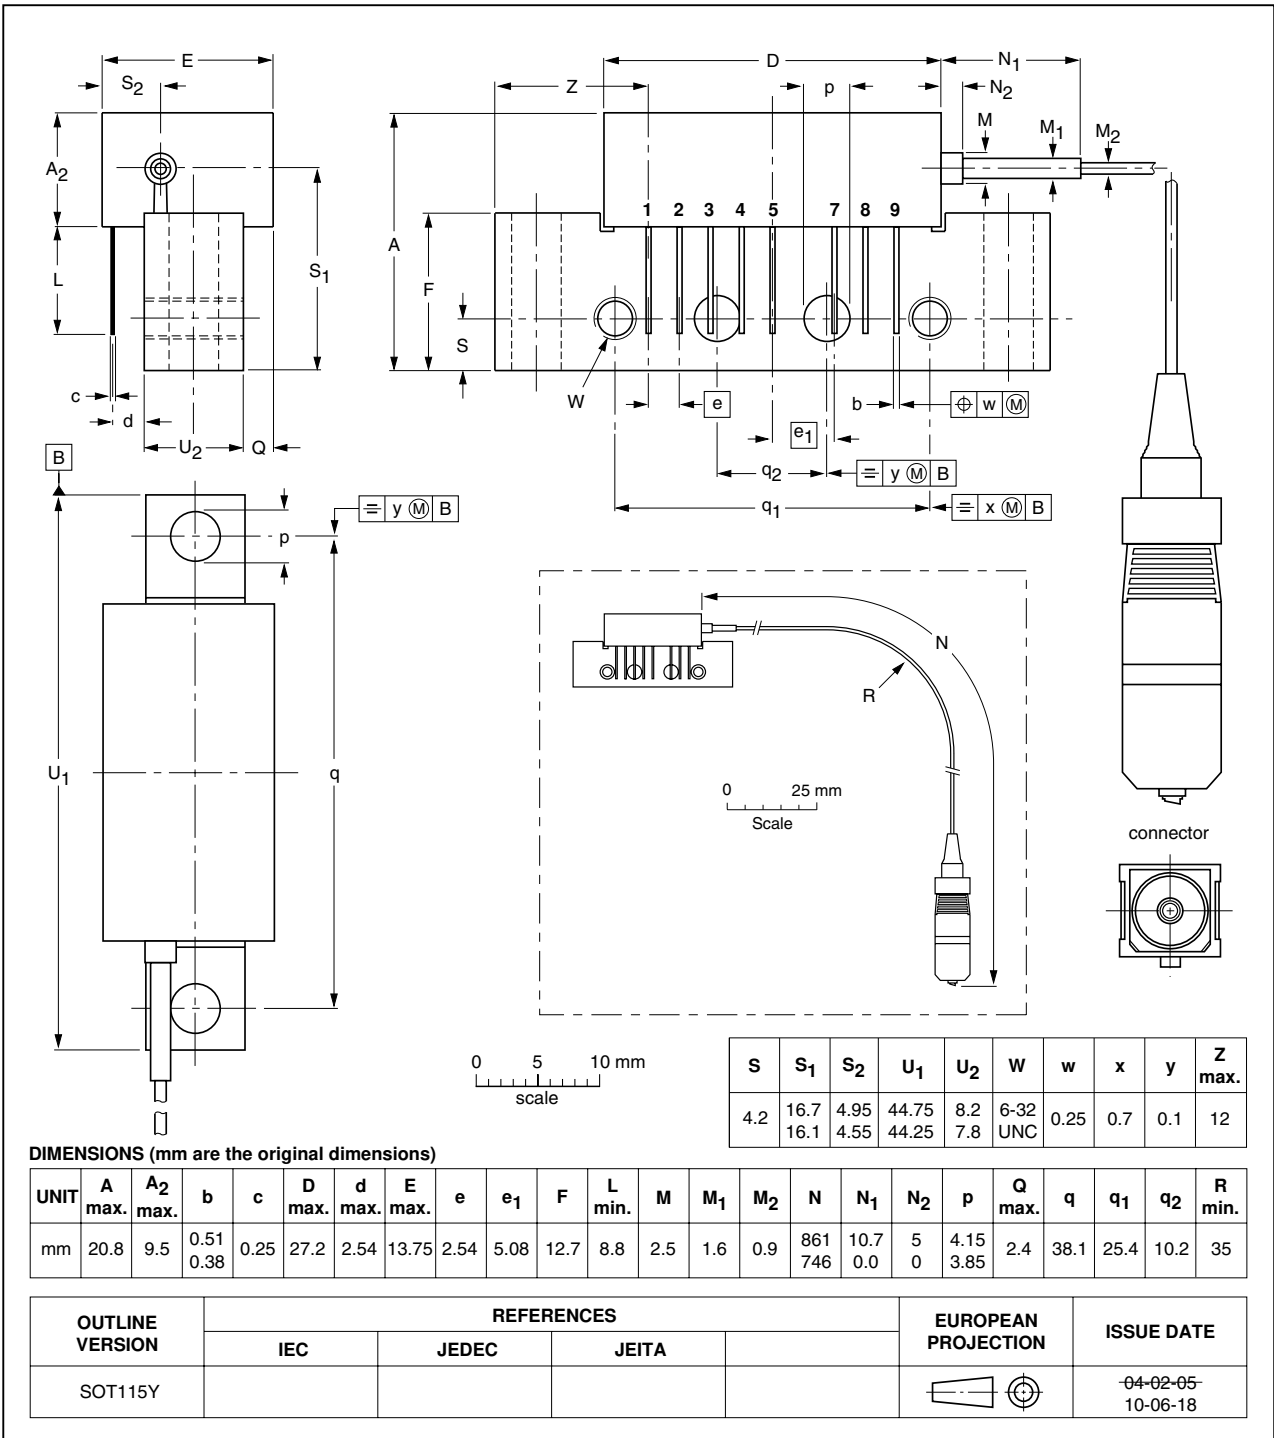 E
S2
A2
L
S1
c
d
U2
Q
D
N1
Z
p
N2
M
M1
M2
A
F
S
1 2 3 4 5 7 8 9
W
e
b
w M
e1
q2
y M B
q1
x M B
B
y M B
p
U1
q
N
R
0 25 mm
Scale
connector
0 5 10 mm
scale
S S1 S2 U1 U2 W w x y Z max.
4.2 16.7 16.1 4.95 4.55 44.75 44.25 8.2 7.8 6-32 UNC 0.25 0.7 0.1 12
DIMENSIONS (mm are the original dimensions)
UNIT A max. A2 max. b c D max. d max. E max. e e1 F L min. M M1 M2 N N1 N2 p Q max. q q1 q2 R min.
mm 20.8 9.5 0.51 0.38 0.25 27.2 2.54 13.75 2.54 5.08 12.7 8.8 2.5 1.6 0.9 861 746 10.7 0.0 5 0 4.15 3.85 2.4 38.1 25.4 10.2 35
OUTLINE VERSION REFERENCES EUROPEAN PROJECTION ISSUE DATE
IEC JEDEC JEITA
SOT115Y
04-02-05
10-06-18